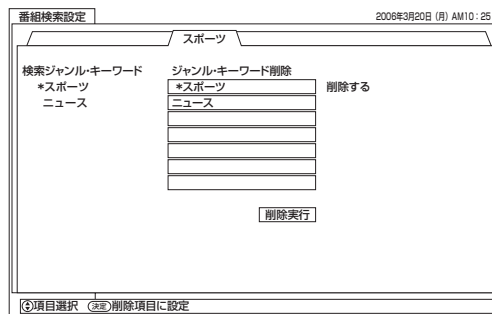 番組検索設定 2006年3月20日 (月) AM10:25
スポーツ
検索ジャンル・キーワード ジャンル・キーワード削除
*スポーツ *スポーツ 削除する
ニュース ニュース
削除実行
項目選択 決定 削除項目に設定